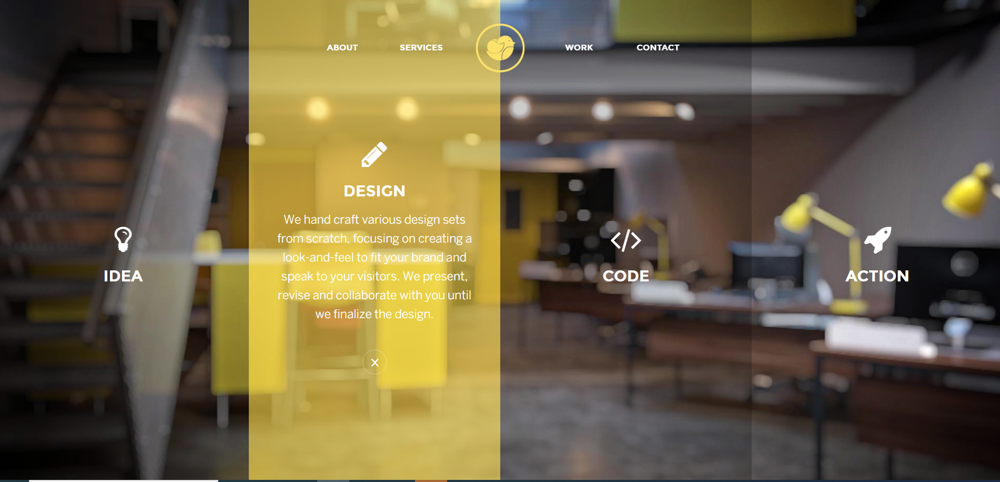 ABOUT
SERVICES
WORK
CONTACT
IDEA
DESIGN
We hand craft various design sets
from scratch, focusing on creating a
look-and-feel to fit your brand and
speak to your visitors. We present,
revise and collaborate with you until
we finalize the design.
CODE
ACTION